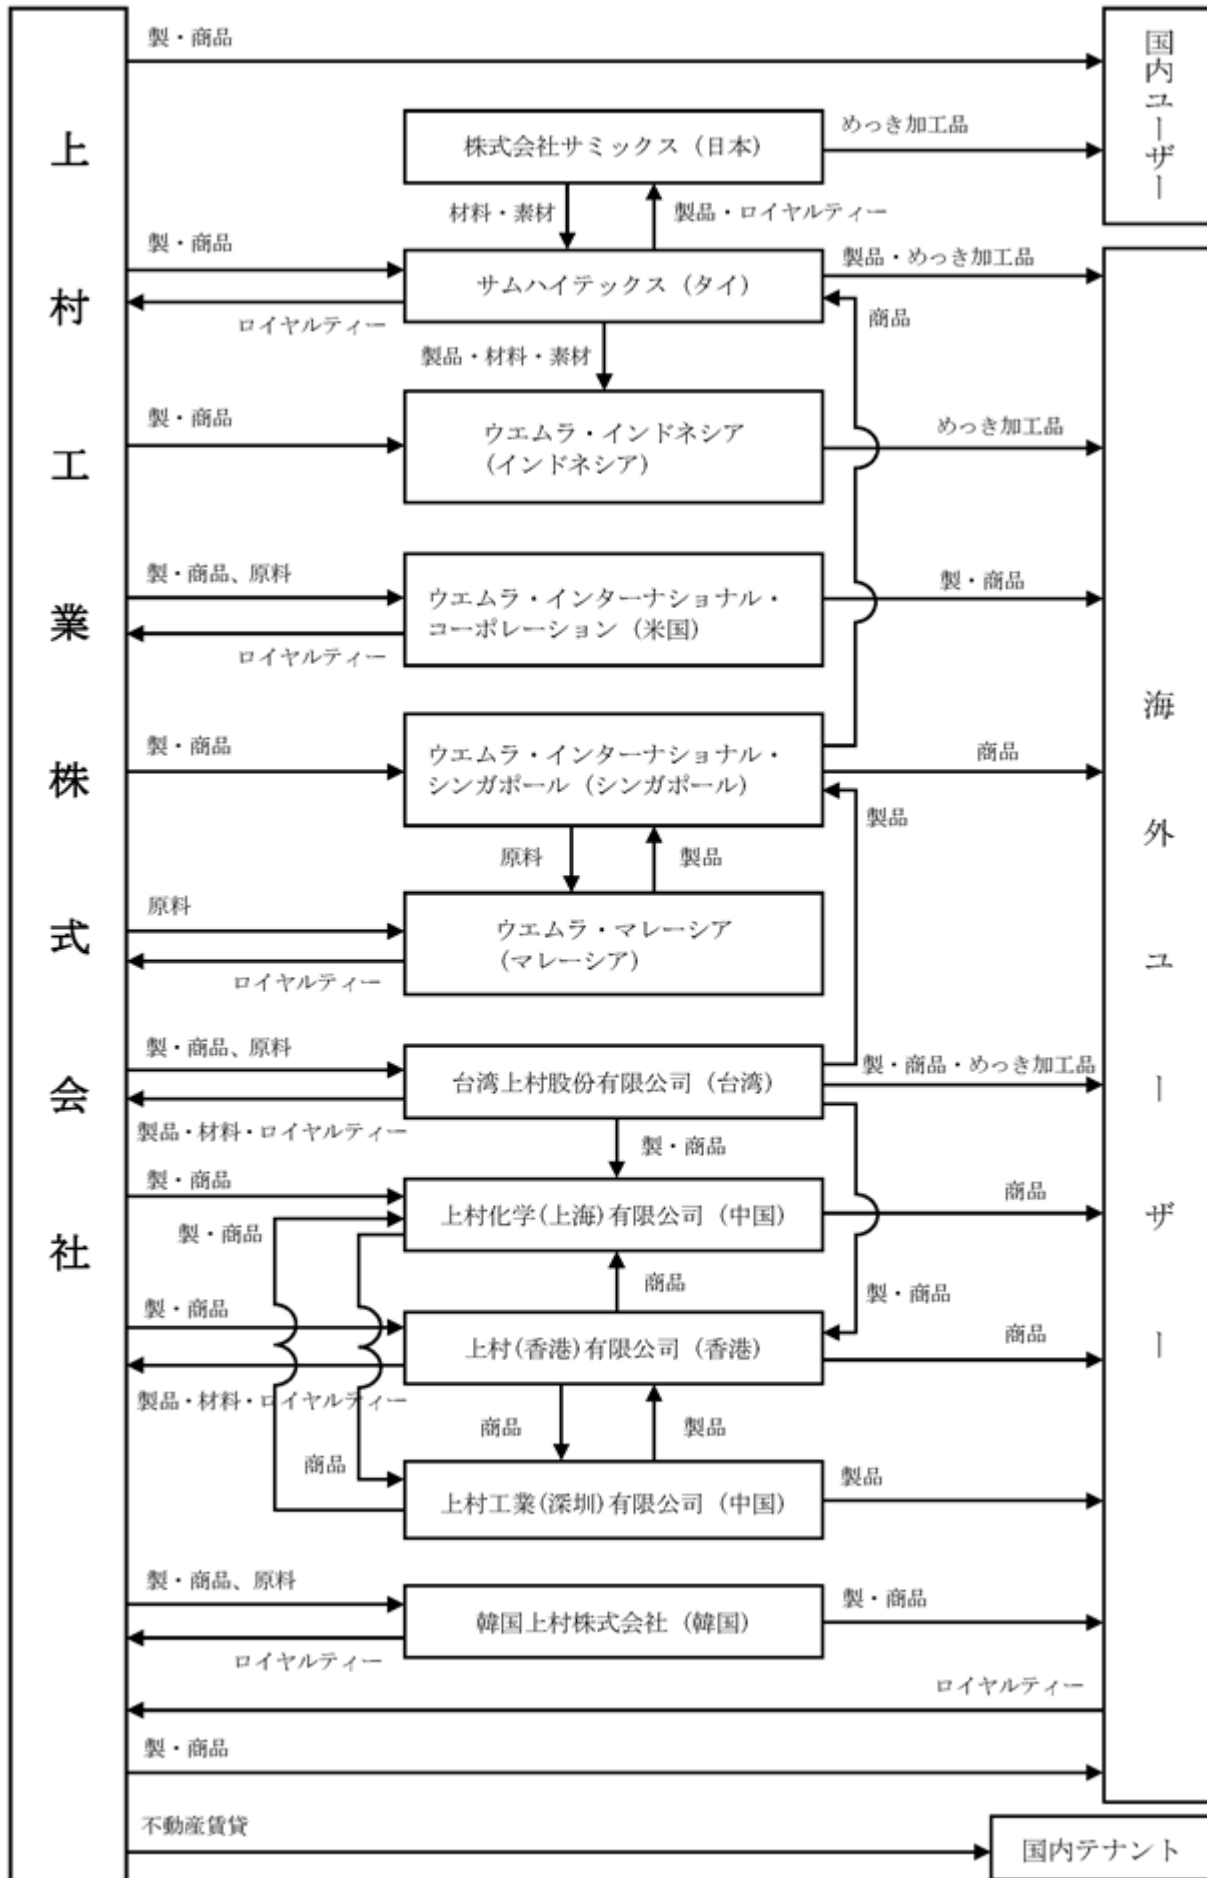 上村工業株式会社
製・商品
国内ユーザー
株式会社サミックス（日本）
めっき加工品
材料・素材
製品・ロイヤルティー
製・商品
サムハイテックス（タイ）
製品・めっき加工品
ロイヤルティー
商品
製品・材料・素材
製・商品
ウエムラ・インドネシア
（インドネシア）
めっき加工品
製・商品、原料
ウエムラ・インターナショナル・
コーポレーション（米国）
製・商品
ロイヤルティー
海外ユーザー
製・商品
ウエムラ・インターナショナル・
シンガポール（シンガポール）
商品
製品
原料
製品
原料
ウエムラ・マレーシア
（マレーシア）
ロイヤルティー
製・商品、原料
台湾上村股份有限公司（台湾）
製・商品・めっき加工品
製品・材料・ロイヤルティー
製・商品
製・商品
上村化学(上海)有限公司（中国）
商品
製・商品
商品
製・商品
製・商品
上村(香港)有限公司（香港）
商品
製品・材料・ロイヤルティー
商品
製品
商品
上村工業(深圳)有限公司（中国）
製品
製・商品、原料
韓国上村株式会社（韓国）
製・商品
ロイヤルティー
ロイヤルティー
製・商品
不動産賃貸
国内テナント